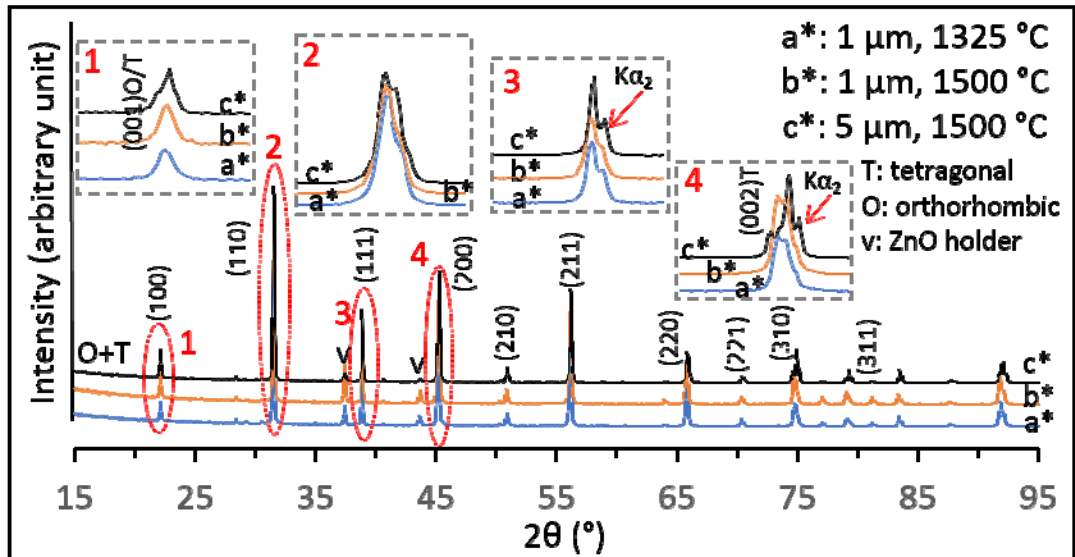 Intensity (arbitrary unit)
1
(001)O/T
c*
b*
a*
2
c*
a*
b*
3
Kα₂
c*
b*
a*
a*: 1 μm, 1325 °C
b*: 1 μm, 1500 °C
c*: 5 μm, 1500 °C
T: tetragonal
O: orthorhombic
v: ZnO holder
4
(002)T
Kα₂
c*
b*
a*
O+T
(100)
1
(110)
2
v
3
(111)
v
4
(200)
(210)
(211)
(220)
(221)
(310)
(311)
c*
b*
a*
15 25 35 45 55 65 75 85 95
2θ (°)